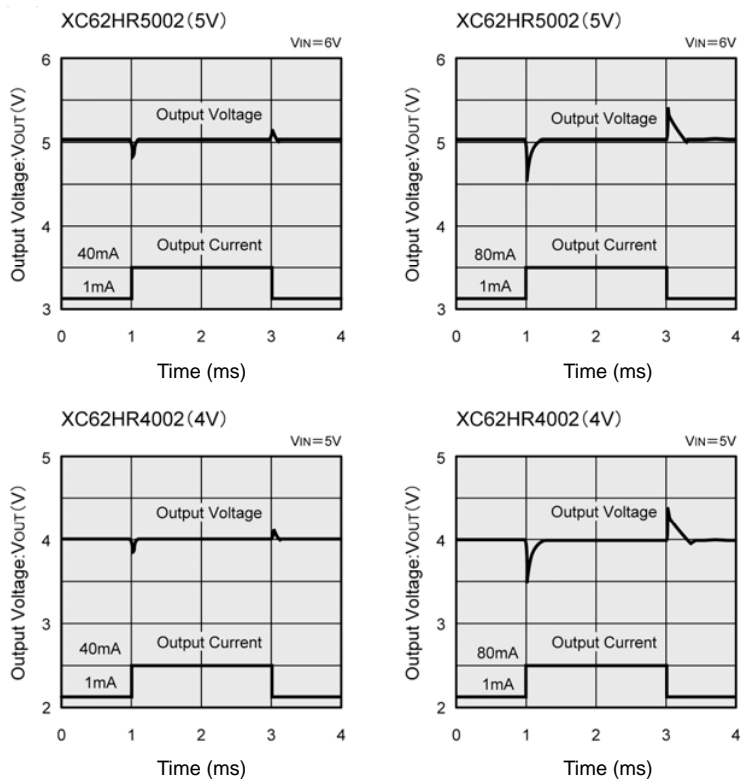 XC62HR5002(5V)
VIN=6V
Output Voltage:VOUT(V)
6
5
4
3
Output Voltage
Output Current
40mA
1mA
0 1 2 3 4
Time (ms)
XC62HR5002(5V)
VIN=6V
Output Voltage:VOUT(V)
6
5
4
3
Output Voltage
Output Current
80mA
1mA
0 1 2 3 4
Time (ms)
XC62HR4002(4V)
VIN=5V
Output Voltage:VOUT(V)
5
4
3
2
Output Voltage
Output Current
40mA
1mA
0 1 2 3 4
Time (ms)
XC62HR4002(4V)
VIN=5V
Output Voltage:VOUT(V)
5
4
3
2
Output Voltage
Output Current
80mA
1mA
0 1 2 3 4
Time (ms)